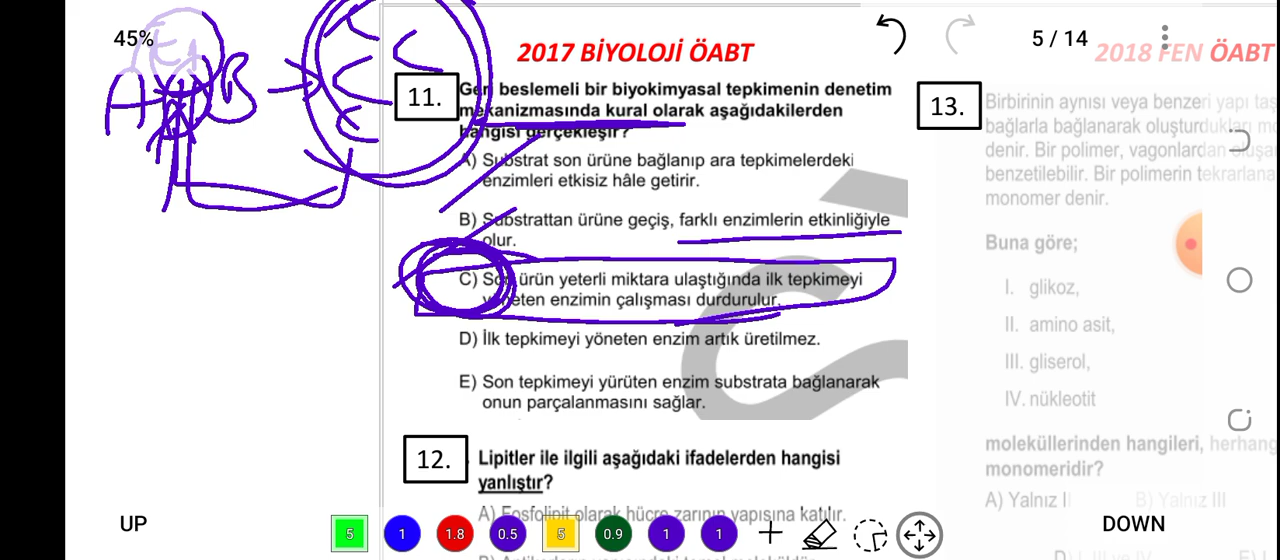 45%
5 / 14
A
B
2017 BİYOLOJİ ÖABT
11.
Geri beslemeli bir biyokimyasal tepkimenin denetim
mekanizmasında kural olarak aşağıdakilerden
hangisi gerçekleşir?
A) Substrat son ürüne bağlanıp ara tepkimelerdeki
enzimleri etkisiz hâle getirir.
B) Substrattan ürüne geçiş, farklı enzimlerin etkinliğiyle
olur.
C) Son ürün yeterli miktara ulaştığında ilk tepkimeyi
yöneten enzimin çalışması durdurulur.
D) İlk tepkimeyi yöneten enzim artık üretilmez.
E) Son tepkimeyi yürüten enzim substrata bağlanarak
onun parçalanmasını sağlar.
12.
Lipitler ile ilgili aşağıdaki ifadelerden hangisi
yanlıştır?
A) Fosfolipit olarak hücre zarının yapısına katılır.
2018 FEN ÖABT
13.
Birbirinin aynısı veya benzeri yapı
bağlarla bağlanarak oluşturdukları
denir. Bir polimer, vagonlardan
benzetilebilir. Bir polimerin
monomer denir.
Buna göre;
I. glikoz,
II. amino asit,
III. gliserol,
IV. nükleotit
moleküllerinden hangileri,
monomeridir?
A) Yalnız II B) Yalnız III
UP
5 1 1.8 0.5 5 0.9 1 1
DOWN